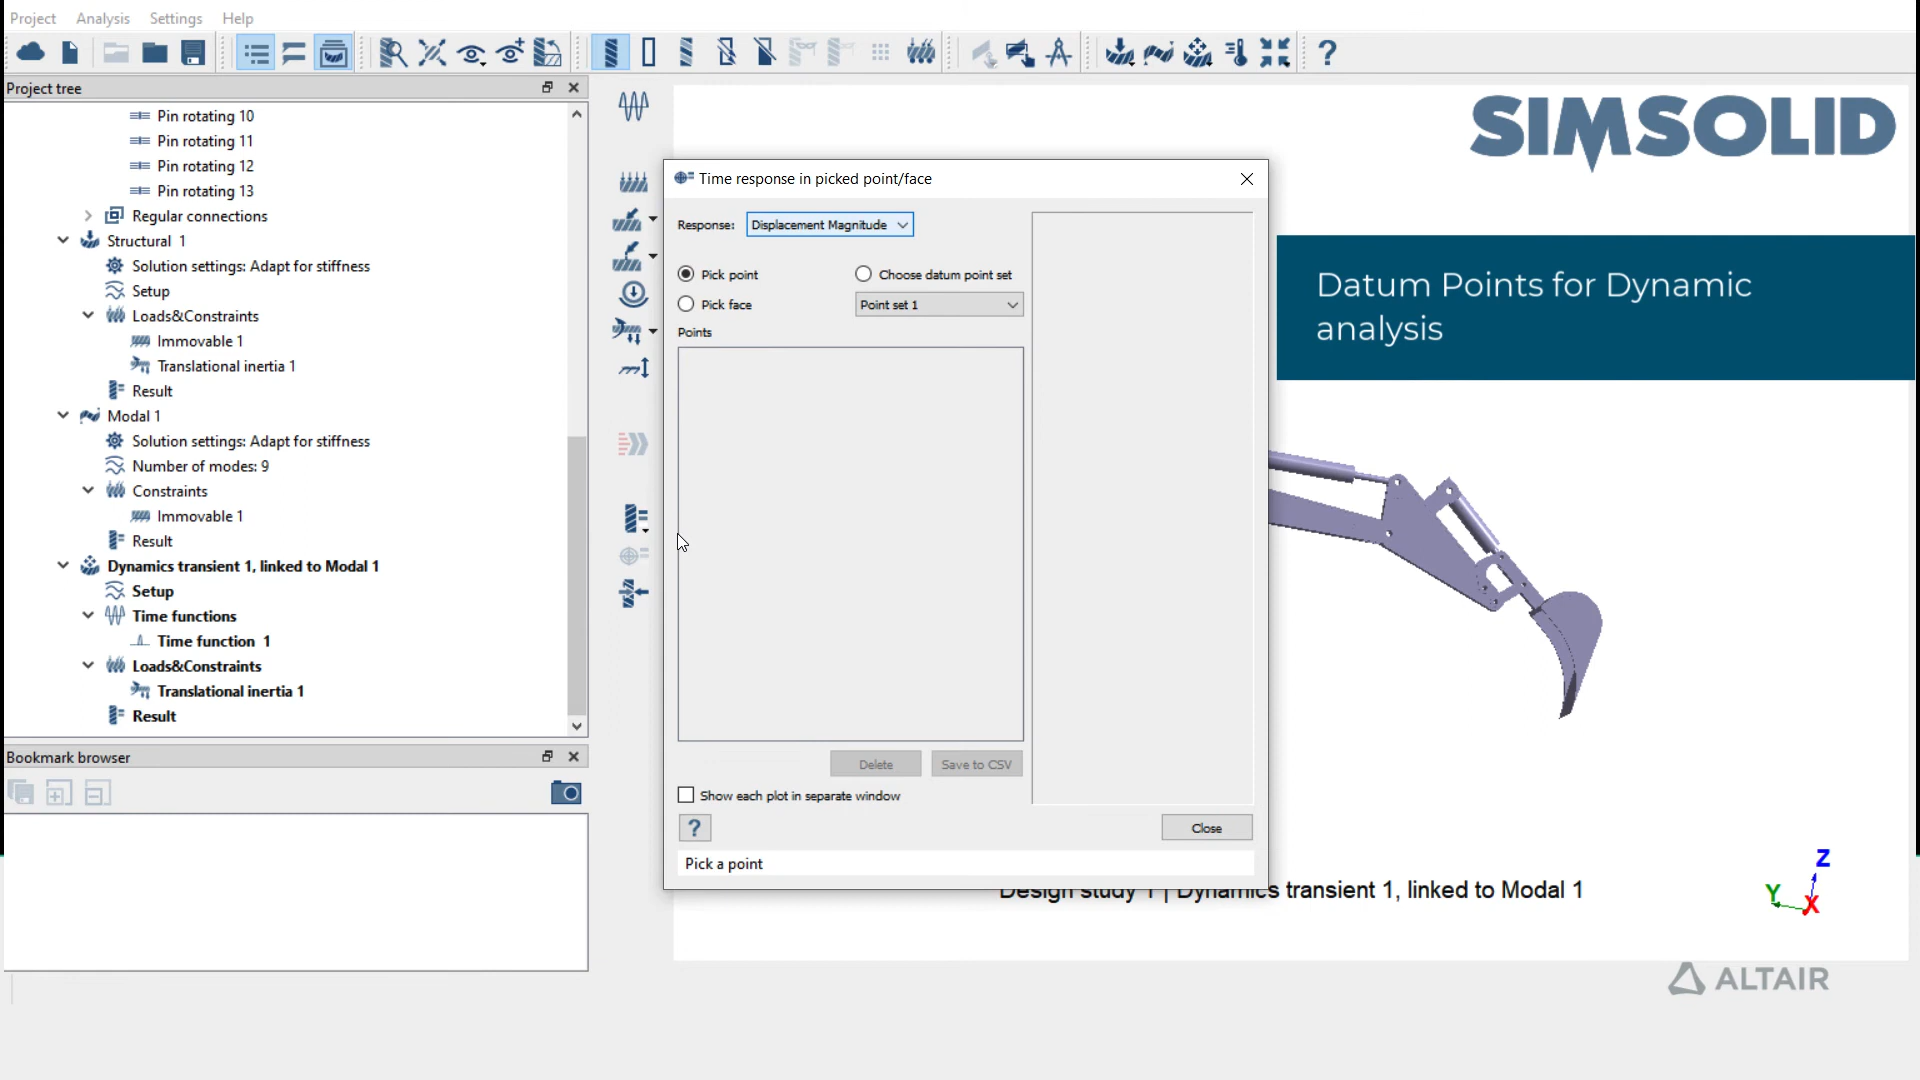 Project Analysis Settings Help
Project tree
Pin rotating 10
Pin rotating 11
Pin rotating 12
Pin rotating 13
Regular connections
Structural 1
Solution settings: Adapt for stiffness
Setup
Loads&Constraints
Immovable 1
Translational inertia 1
Result
Modal 1
Solution settings: Adapt for stiffness
Number of modes: 9
Constraints
Immovable 1
Result
Dynamics transient 1, linked to Modal 1
Setup
Time functions
Time function 1
Loads&Constraints
Translational inertia 1
Result
Bookmark browser
Time response in picked point/face
Response: Displacement Magnitude
Pick point Choose datum point set
Pick face Point set 1
Points
Delete Save to CSV
Show each plot in separate window
?
Close
Pick a point
SIMSOLID
Datum Points for Dynamic
analysis
Design study 1 | Dynamics transient 1, linked to Modal 1
Z
Y
X
ALTAIR